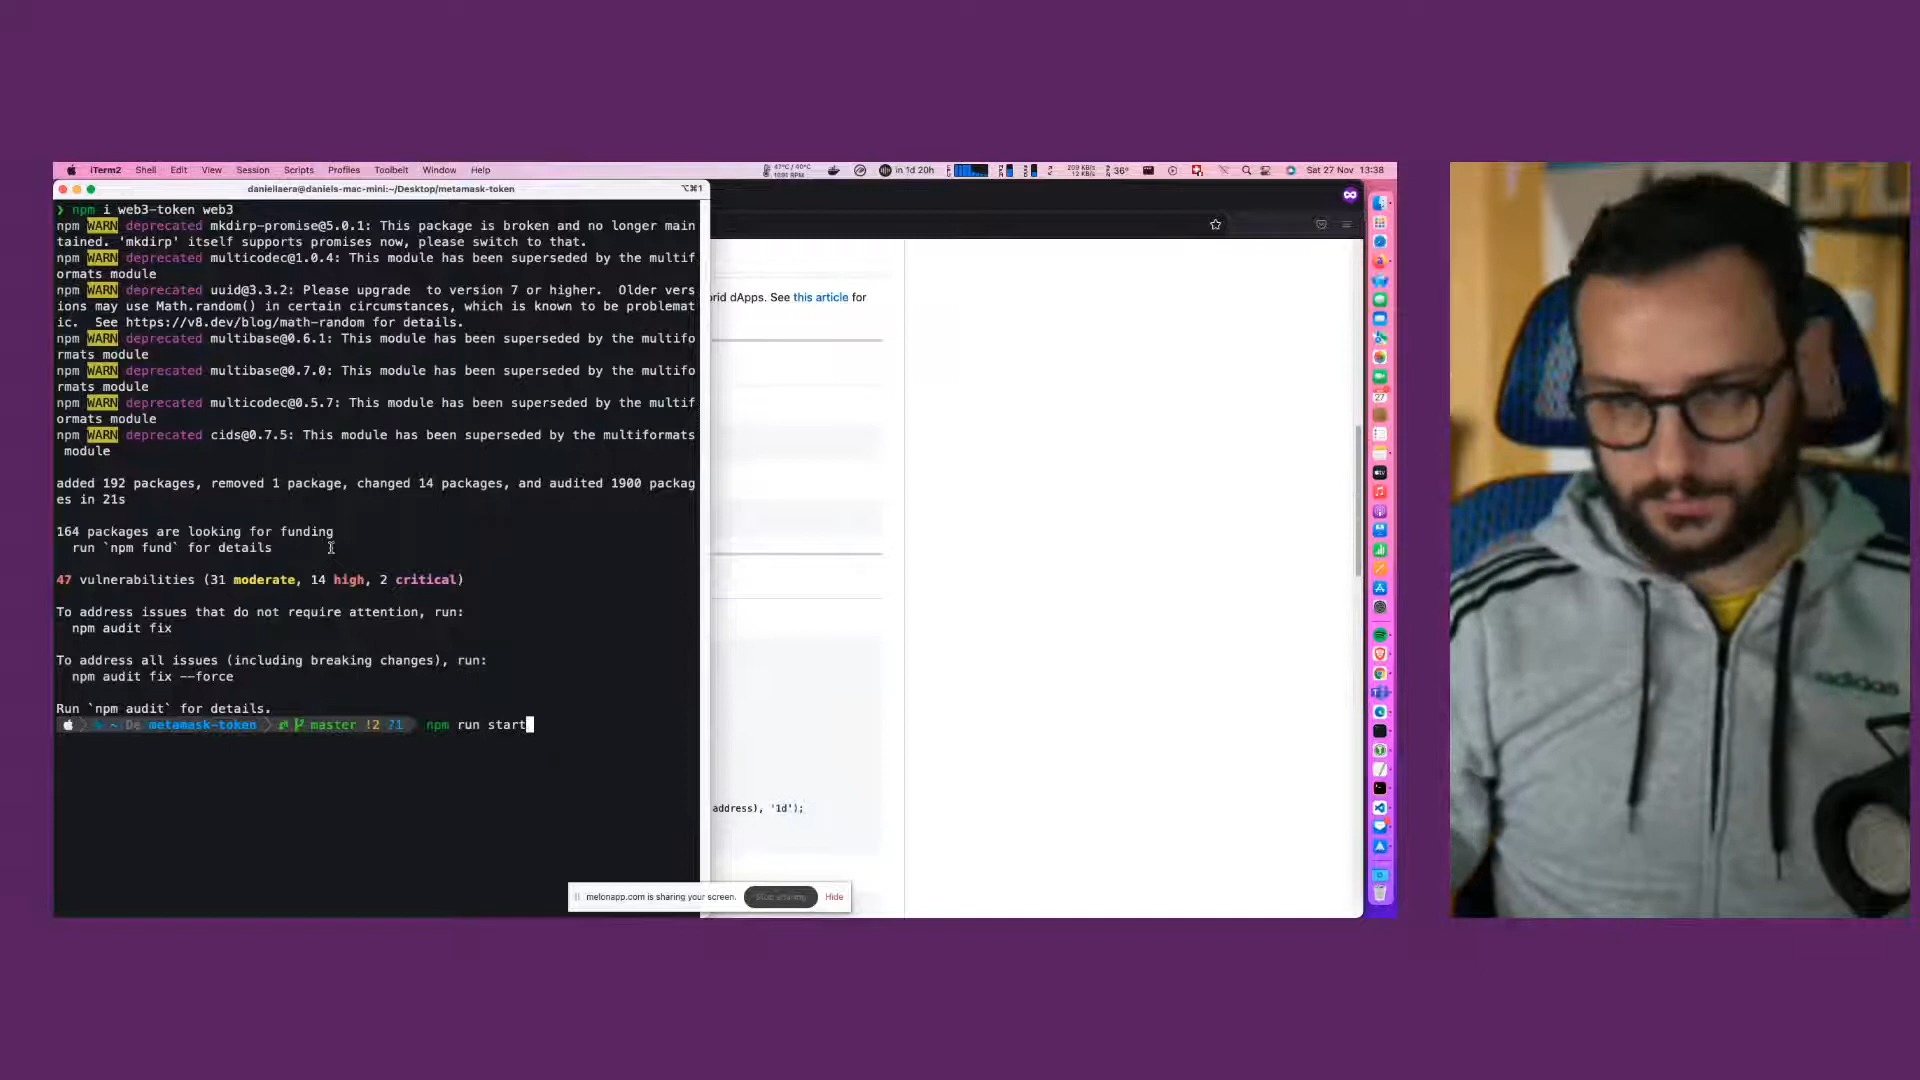 iTerm2 Shell Edit View Session Scripts Profiles Toolbelt Window Help
47°C / 40°C
in 1d 20h
36°
Sat 27 Nov 13:38
daniellaera@daniels-mac-mini:~/Desktop/metamask-token
⌥⌘1
❯ npm i web3-token web3
npm WARN deprecated mkdirp-promise@5.0.1: This package is broken and no longer main
tained. 'mkdirp' itself supports promises now, please switch to that.
npm WARN deprecated multicodec@1.0.4: This module has been superseded by the multif
ormats module
npm WARN deprecated uuid@3.3.2: Please upgrade  to version 7 or higher.  Older vers
ions may use Math.random() in certain circumstances, which is known to be problemat
ic.  See https://v8.dev/blog/math-random for details.
npm WARN deprecated multibase@0.6.1: This module has been superseded by the multifo
rmats module
npm WARN deprecated multibase@0.7.0: This module has been superseded by the multifo
rmats module
npm WARN deprecated multicodec@0.5.7: This module has been superseded by the multif
ormats module
npm WARN deprecated cids@0.7.5: This module has been superseded by the multiformats
module
added 192 packages, removed 1 package, changed 14 packages, and audited 1900 packag
es in 21s
164 packages are looking for funding
run `npm fund` for details
47 vulnerabilities (31 moderate, 14 high, 2 critical)
To address issues that do not require attention, run:
npm audit fix
To address all issues (including breaking changes), run:
npm audit fix --force
Run `npm audit` for details.
~ De metamask-token master !2 ?1 npm run start
rid dApps. See this article for
address), '1d');
melonapp.com is sharing your screen.
Hide
27
adidas